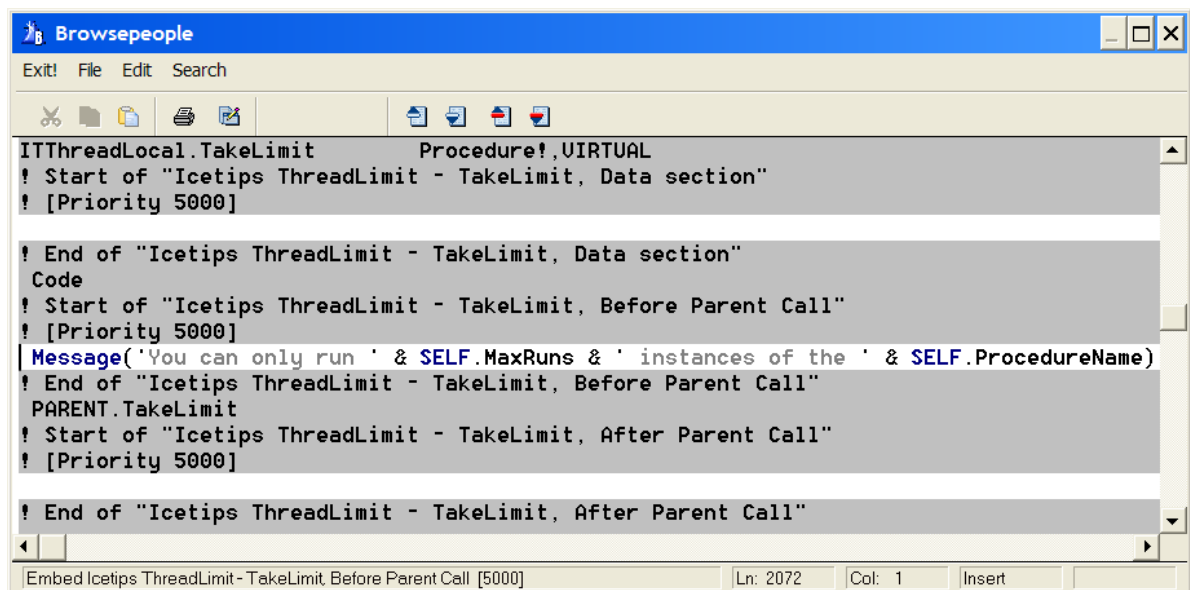 Browsepeople
Exit! File Edit Search
ITThreadLocal.TakeLimit Procedure!,VIRTUAL
! Start of "Icetips ThreadLimit - TakeLimit, Data section"
! [Priority 5000]
! End of "Icetips ThreadLimit - TakeLimit, Data section"
Code
! Start of "Icetips ThreadLimit - TakeLimit, Before Parent Call"
! [Priority 5000]
Message('You can only run ' & SELF.MaxRuns & ' instances of the ' & SELF.ProcedureName)
! End of "Icetips ThreadLimit - TakeLimit, Before Parent Call"
PARENT.TakeLimit
! Start of "Icetips ThreadLimit - TakeLimit, After Parent Call"
! [Priority 5000]
! End of "Icetips ThreadLimit - TakeLimit, After Parent Call"
Embed Icetips ThreadLimit - TakeLimit, Before Parent Call [5000] Ln: 2072 Col: 1 Insert